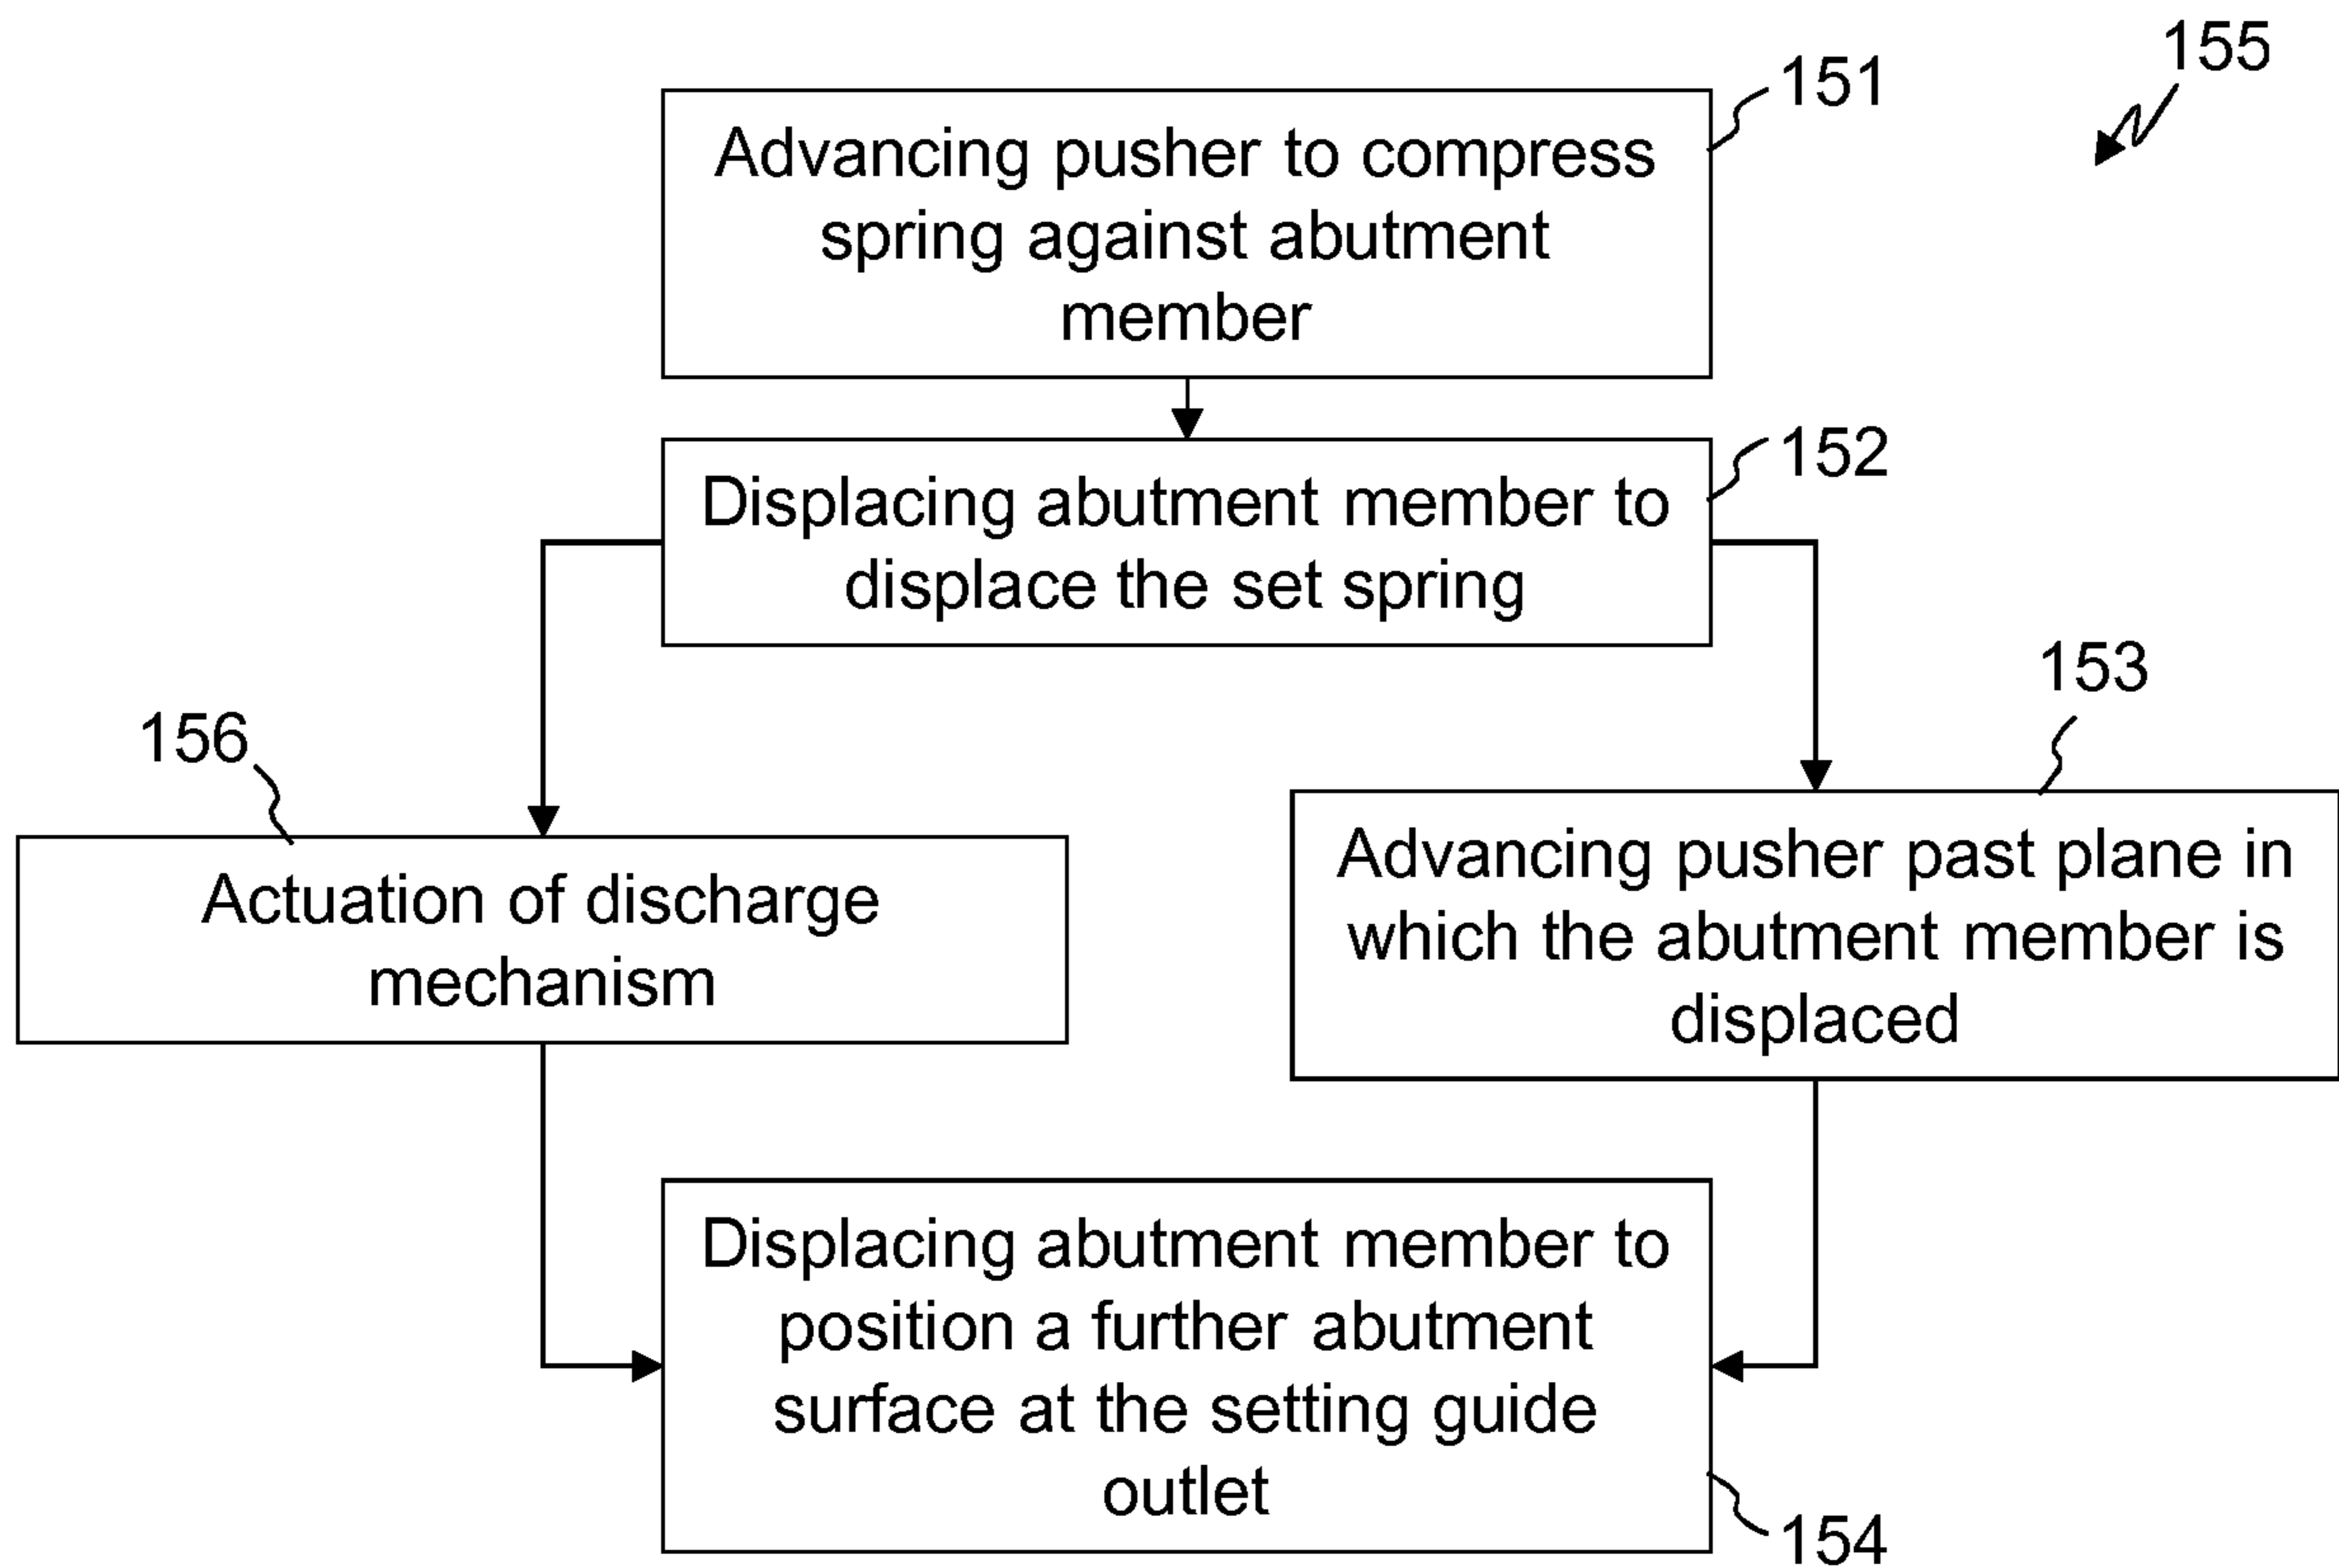 155
151
Advancing pusher to compress
spring against abutment
member
152
Displacing abutment member to
displace the set spring
153
156
Actuation of discharge
mechanism
Advancing pusher past plane in
which the abutment member is
displaced
Displacing abutment member to
position a further abutment
surface at the setting guide
outlet
154